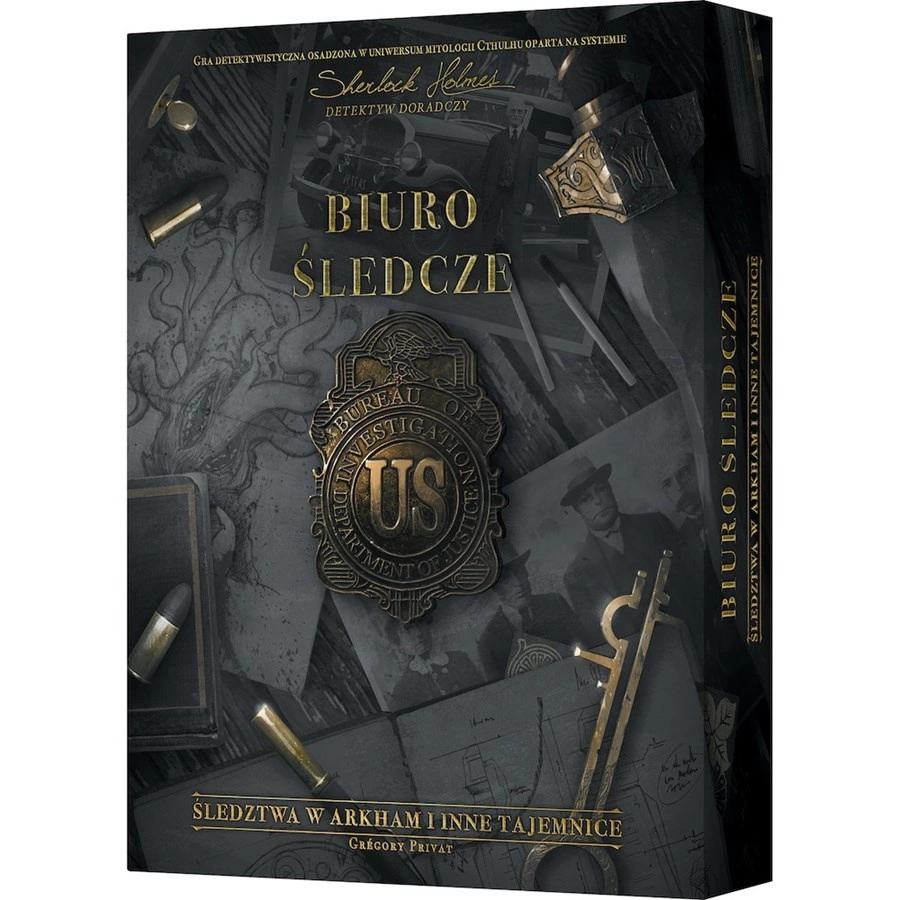 Gra detektywistyczna osadzona w uniwersum mitologii Cthulhu oparta na systemie
Sherlock Holmes
DETEKTYW DORADCZY
BIURO
ŚLEDCZE
BUREAU OF
INVESTIGATION
US
DEPARTMENT OF JUSTICE
ŚLEDZTWA W ARKHAM I INNE TAJEMNICE
Grégory Privat
BIURO ŚLEDCZE
ŚLEDZTWA W ARKHAM I INNE TAJEMNICE